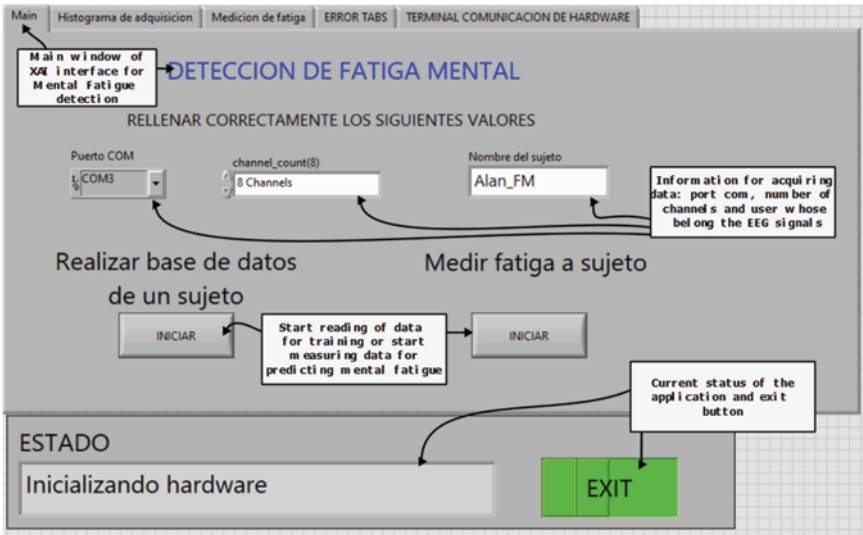 Main Histograma de adquisicion Medicion de fatiga ERROR TABS TERMINAL COMUNICACION DE HARDWARE
Main window of
XAI interface for
Mental Fatigue
detection
DETECCION DE FATIGA MENTAL
RELLENAR CORRECTAMENTE LOS SIGUIENTES VALORES
Puerto COM
COM3
channel_count(8)
8 Channels
Nombre del sujeto
Alan_FM
Information for acquiring
data: port com, number of
channels and user whose
belong the EEG signals
Realizar base de datos
de un sujeto
Medir fatiga a sujeto
INICIAR
Start reading of data
for training or start
measuring data for
predicting mental fatigue
INICIAR
Current status of the
application and exit
button
ESTADO
Inicializando hardware
EXIT